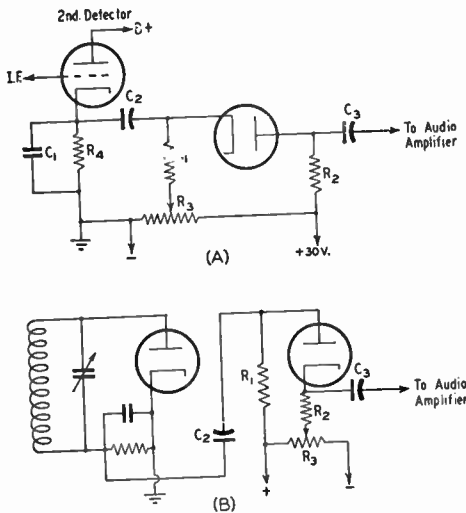 2nd. Detector
B+
I.F.
C2
C3
To Audio
Amplifier
C1
R4
R2
R3
−
+30V.
(A)
R1
C3
To Audio
Amplifier
C2
R2
R3
+
−
(B)